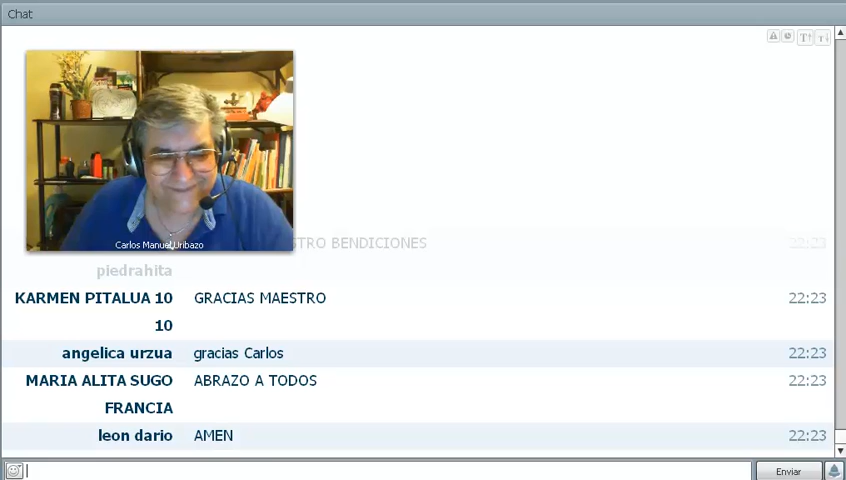 Chat
Carlos Manuel Uribazo
STRO BENDICIONES 22:23
piedrahita
KARMEN PITALUA 10 GRACIAS MAESTRO 22:23
10
angelica urzua gracias Carlos 22:23
MARIA ALITA SUGO ABRAZO A TODOS 22:23
FRANCIA
leon dario AMEN 22:23
Enviar